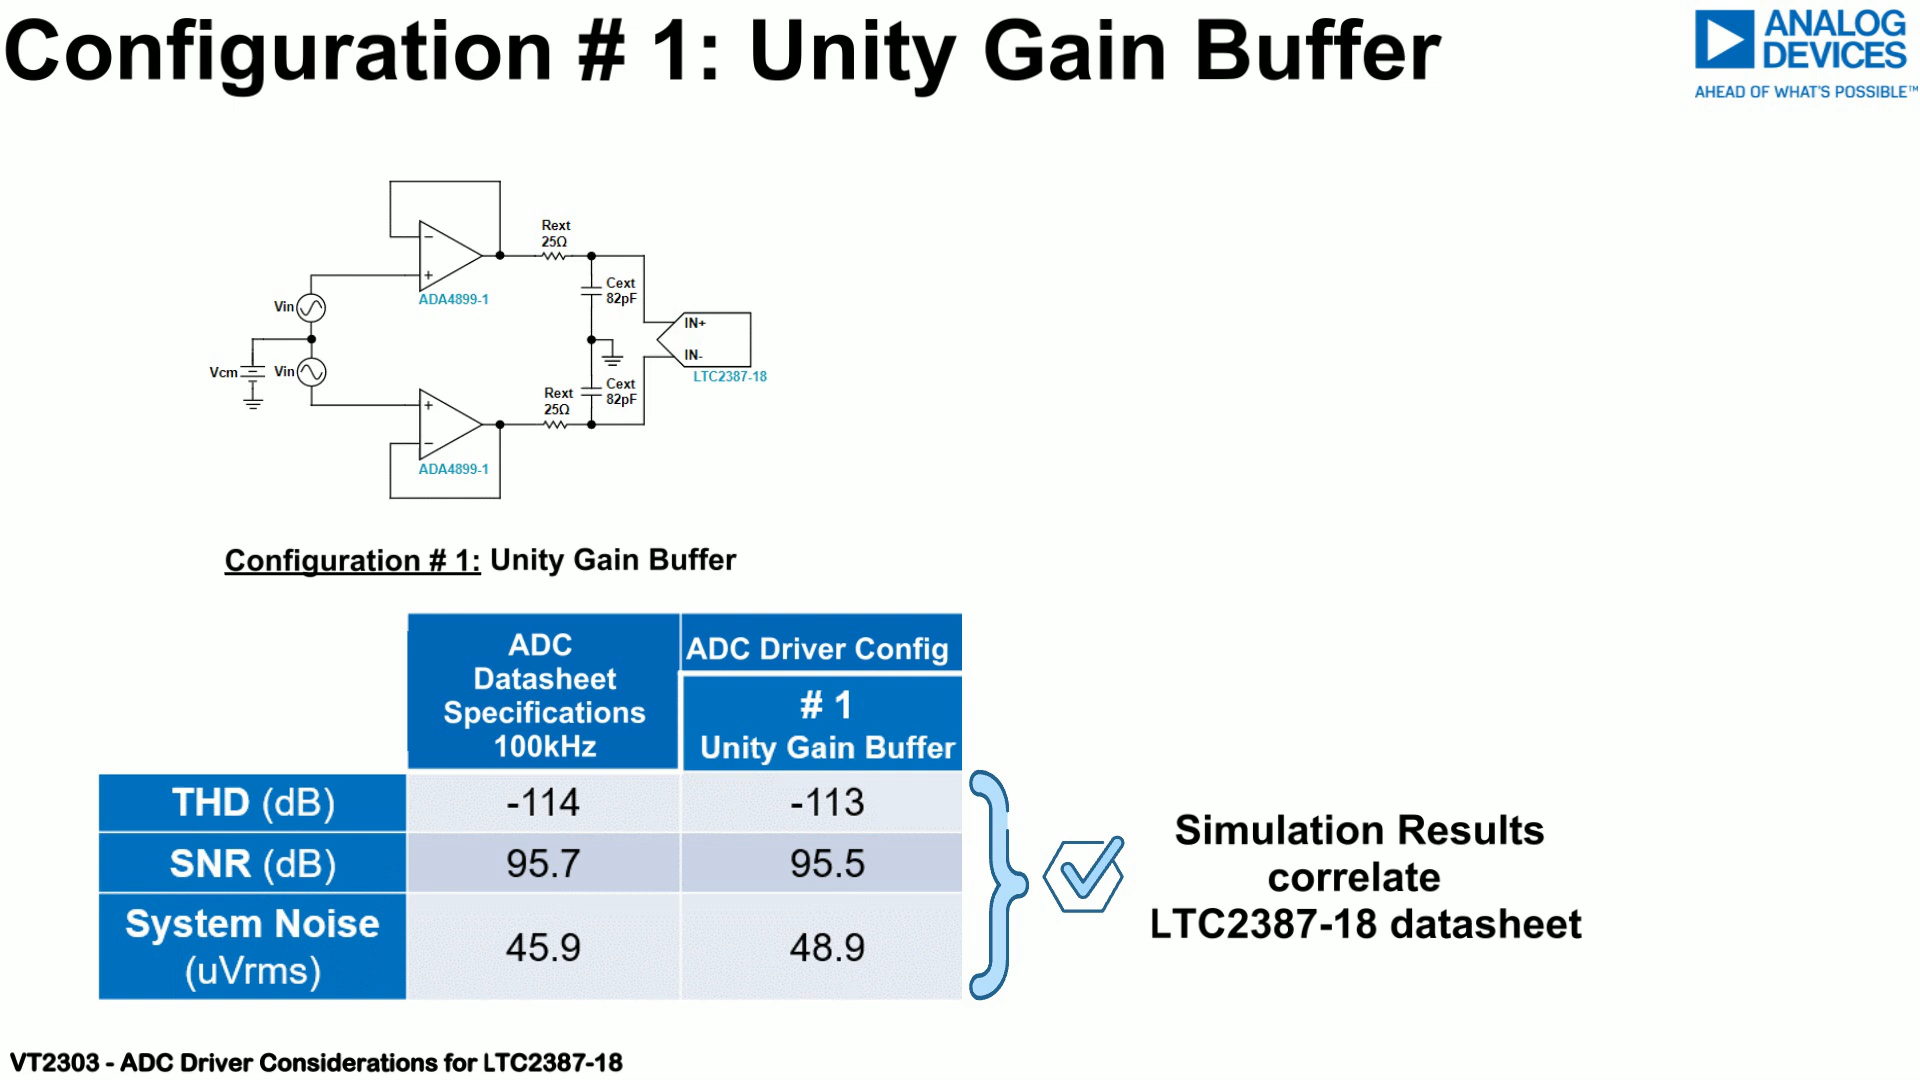 Configuration # 1: Unity Gain Buffer
ANALOG
DEVICES
AHEAD OF WHAT'S POSSIBLE™
Rext
25Ω
Cext
82pF
ADA4899-1
Vin
IN+
IN-
LTC2387-18
Vcm
Vin
Rext
25Ω
Cext
82pF
ADA4899-1
Configuration # 1: Unity Gain Buffer
ADC
Datasheet
Specifications
100kHz
ADC Driver Config
# 1
Unity Gain Buffer
THD (dB) -114 -113
SNR (dB) 95.7 95.5
System Noise
(uVrms)
45.9 48.9
Simulation Results
correlate
LTC2387-18 datasheet
VT2303 - ADC Driver Considerations for LTC2387-18